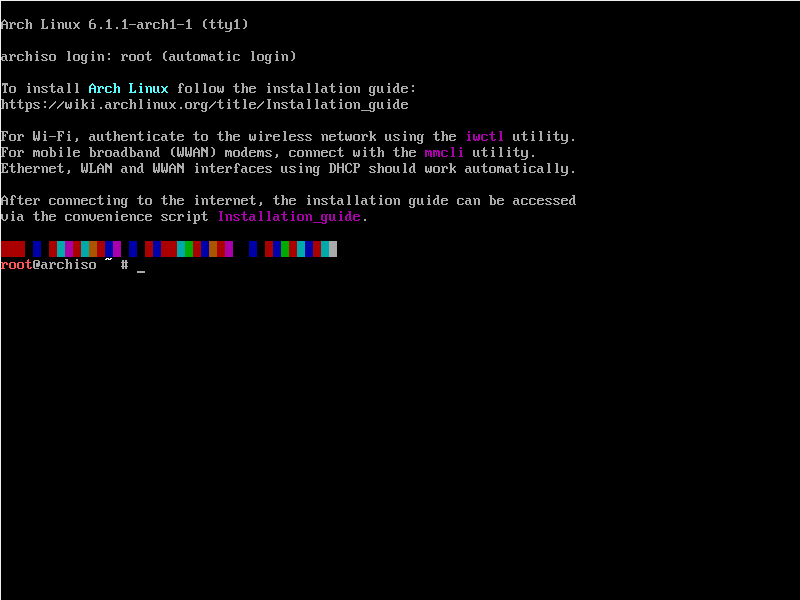 Arch Linux 6.1.1-arch1-1 (tty1)
archiso login: root (automatic login)
To install Arch Linux follow the installation guide:
https://wiki.archlinux.org/title/Installation_guide
For Wi-Fi, authenticate to the wireless network using the iwctl utility.
For mobile broadband (WWAN) modems, connect with the mmcli utility.
Ethernet, WLAN and WWAN interfaces using DHCP should work automatically.
After connecting to the internet, the installation guide can be accessed
via the convenience script Installation_guide.
root@archiso ~ # _